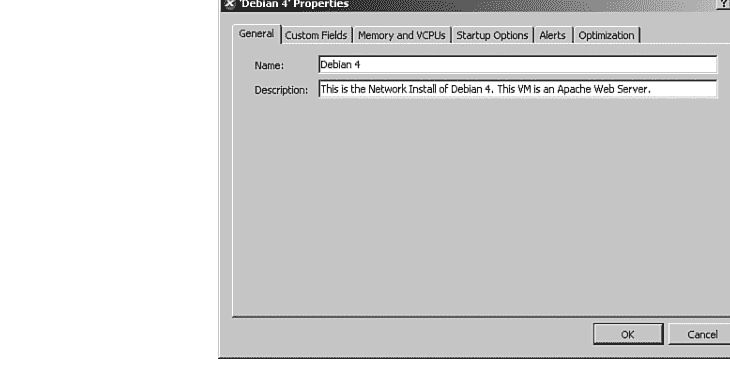 'Debian 4' Properties
General Custom Fields Memory and VCPUs Startup Options Alerts Optimization
Name: Debian 4
Description: This is the Network Install of Debian 4. This VM is an Apache Web Server.
OK Cancel